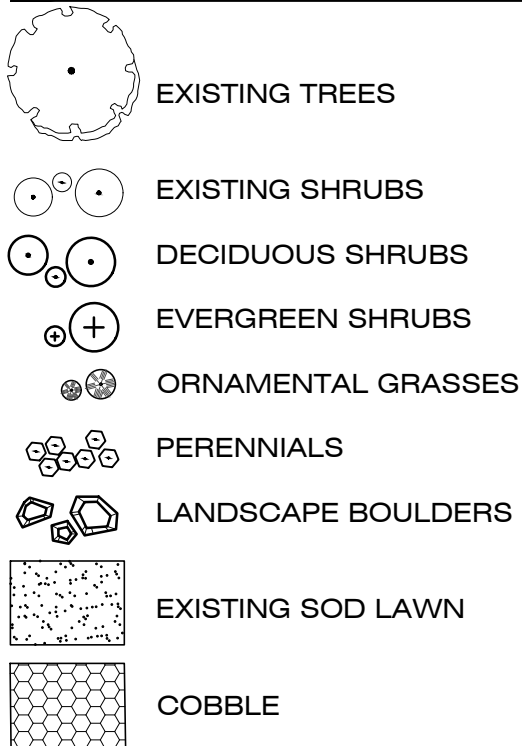 EXISTING TREES
EXISTING SHRUBS
DECIDUOUS SHRUBS
EVERGREEN SHRUBS
ORNAMENTAL GRASSES
PERENNIALS
LANDSCAPE BOULDERS
EXISTING SOD LAWN
COBBLE